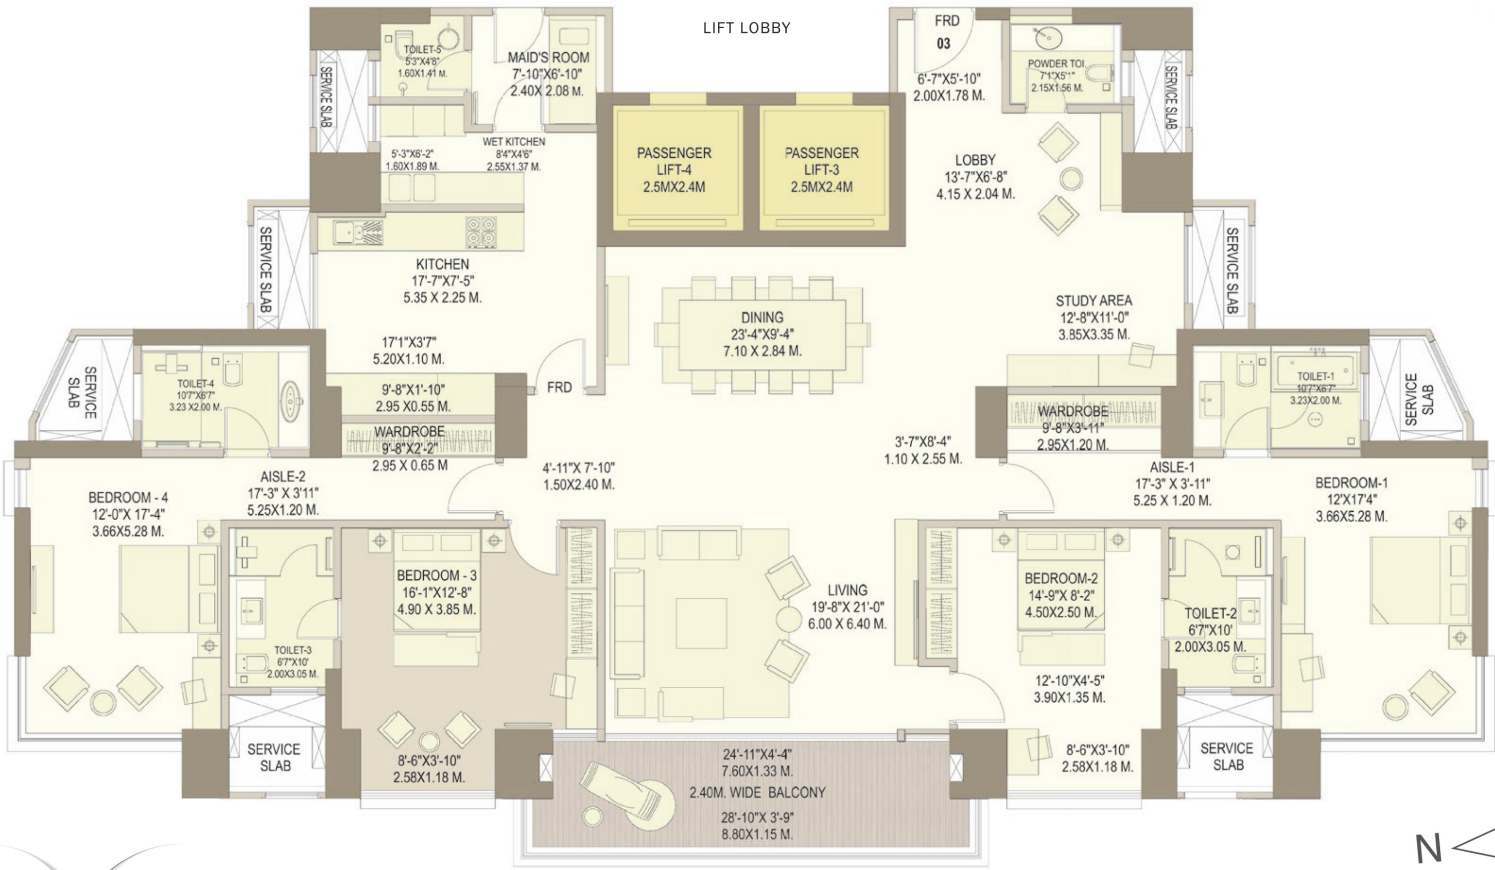 LIFT LOBBY
FRD
03
6'-7"X5'-10"
2.00X1.78 M.
POWDER TOI.
7'1"X5'1"
2.15X1.56 M.
SERVICE SLAB
TOILET-5
5'3"X4'8"
1.60X1.41 M.
MAID'S ROOM
7'-10"X6'-10"
2.40X 2.08 M.
SERVICE SLAB
WET KITCHEN
8'4"X4'6"
2.55X1.37 M.
5'-3"X6'-2"
1.60X1.89 M.
PASSENGER
LIFT-4
2.5MX2.4M
PASSENGER
LIFT-3
2.5MX2.4M
LOBBY
13'-7"X6'-8"
4.15 X 2.04 M.
SERVICE SLAB
KITCHEN
17'-7"X7'-5"
5.35 X 2.25 M.
SERVICE SLAB
DINING
23'-4"X9'-4"
7.10 X 2.84 M.
STUDY AREA
12'-8"X11'-0"
3.85X3.35 M.
17'1"X3'7"
5.20X1.10 M.
FRD
SERVICE
SLAB
TOILET-4
10'7"X6'7"
3.23 X2.00 M.
9'-8"X1'-10"
2.95 X0.55 M.
WARDROBE
9'-8"X2'-2"
2.95 X 0.65 M
WARDROBE
9'-8"X3'-11"
2.95X1.20 M.
TOILET-1
10'7"X6'7"
3.23X2.00 M.
SERVICE
SLAB
3'-7"X8'-4"
1.10 X 2.55 M.
4'-11"X 7'-10"
1.50X2.40 M.
AISLE-2
17'-3" X 3'11"
5.25X1.20 M.
AISLE-1
17'-3" X 3'-11"
5.25 X 1.20 M.
BEDROOM - 4
12'-0"X 17'-4"
3.66X5.28 M.
BEDROOM-1
12'X17'4"
3.66X5.28 M.
BEDROOM - 3
16'-1"X12'-8"
4.90 X 3.85 M.
LIVING
19'-8"X 21'-0"
6.00 X 6.40 M.
BEDROOM-2
14'-9"X 8'-2"
4.50X2.50 M.
TOILET-2
6'7"X10'
2.00X3.05 M.
TOILET-3
6'7"X10'
2.00X3.05 M.
12'-10"X4'-5"
3.90X1.35 M.
SERVICE
SLAB
8'-6"X3'-10"
2.58X1.18 M.
24'-11"X4'-4"
7.60X1.33 M.
2.40M. WIDE BALCONY
28'-10"X 3'-9"
8.80X1.15 M.
8'-6"X3'-10"
2.58X1.18 M.
SERVICE
SLAB
N